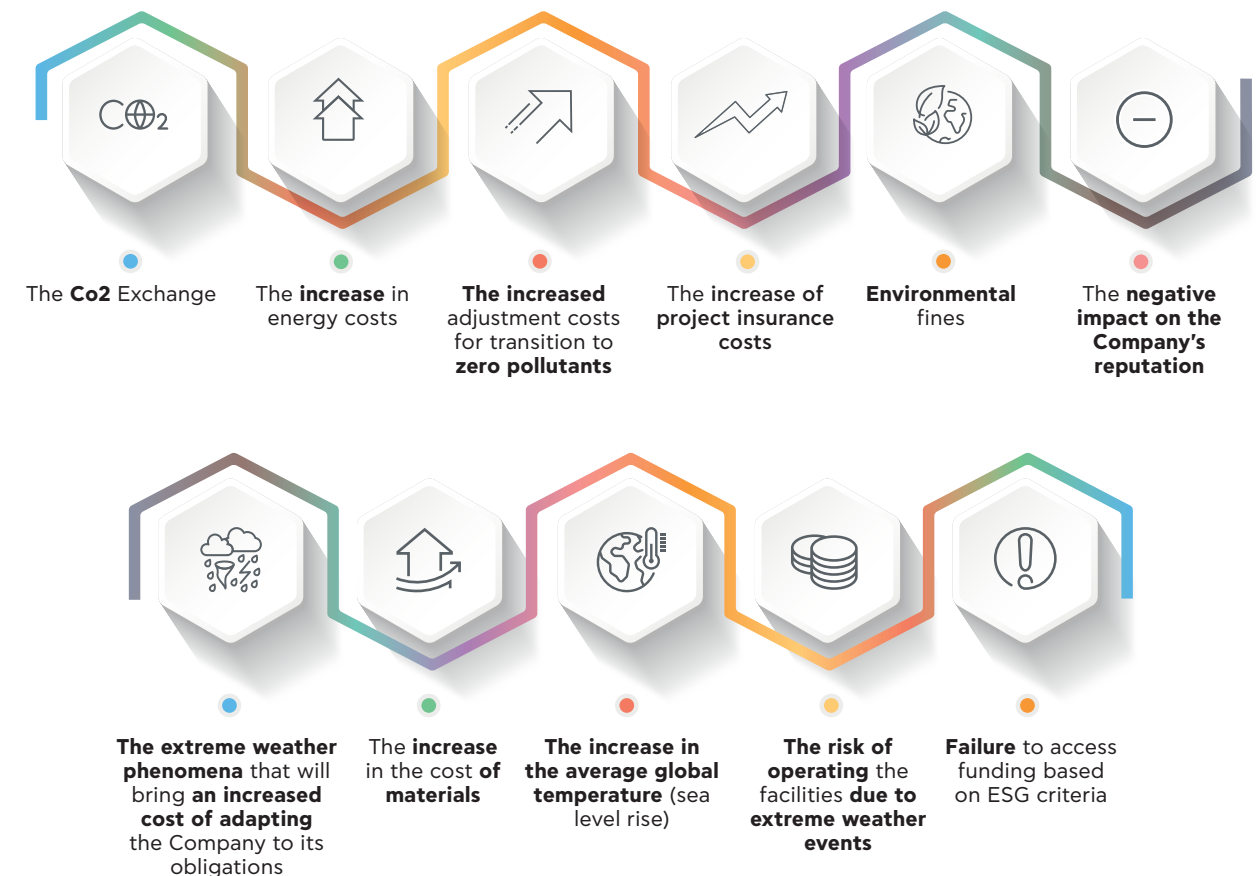 CO2
The Co2 Exchange
The increase in
energy costs
The increased
adjustment costs
for transition to
zero pollutants
The increase of
project insurance
costs
Environmental
fines
The negative
impact on the
Company's
reputation
The extreme weather
phenomena that will
bring an increased
cost of adapting
the Company to its
obligations
The increase
in the cost of
materials
The increase in
the average global
temperature (sea
level rise)
The risk of
operating the
facilities due to
extreme weather
events
Failure to access
funding based
on ESG criteria